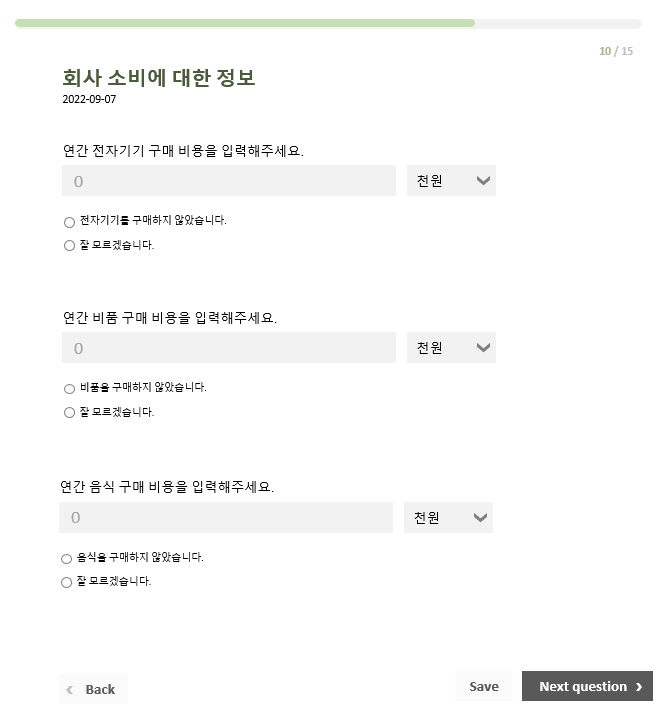 10 / 15
회사 소비에 대한 정보
2022-09-07
연간 전자기기 구매 비용을 입력해주세요.
0 천원
전자기기를 구매하지 않았습니다.
잘 모르겠습니다.
연간 비품 구매 비용을 입력해주세요.
0 천원
비품을 구매하지 않았습니다.
잘 모르겠습니다.
연간 음식 구매 비용을 입력해주세요.
0 천원
음식을 구매하지 않았습니다.
잘 모르겠습니다.
Back Save Next question